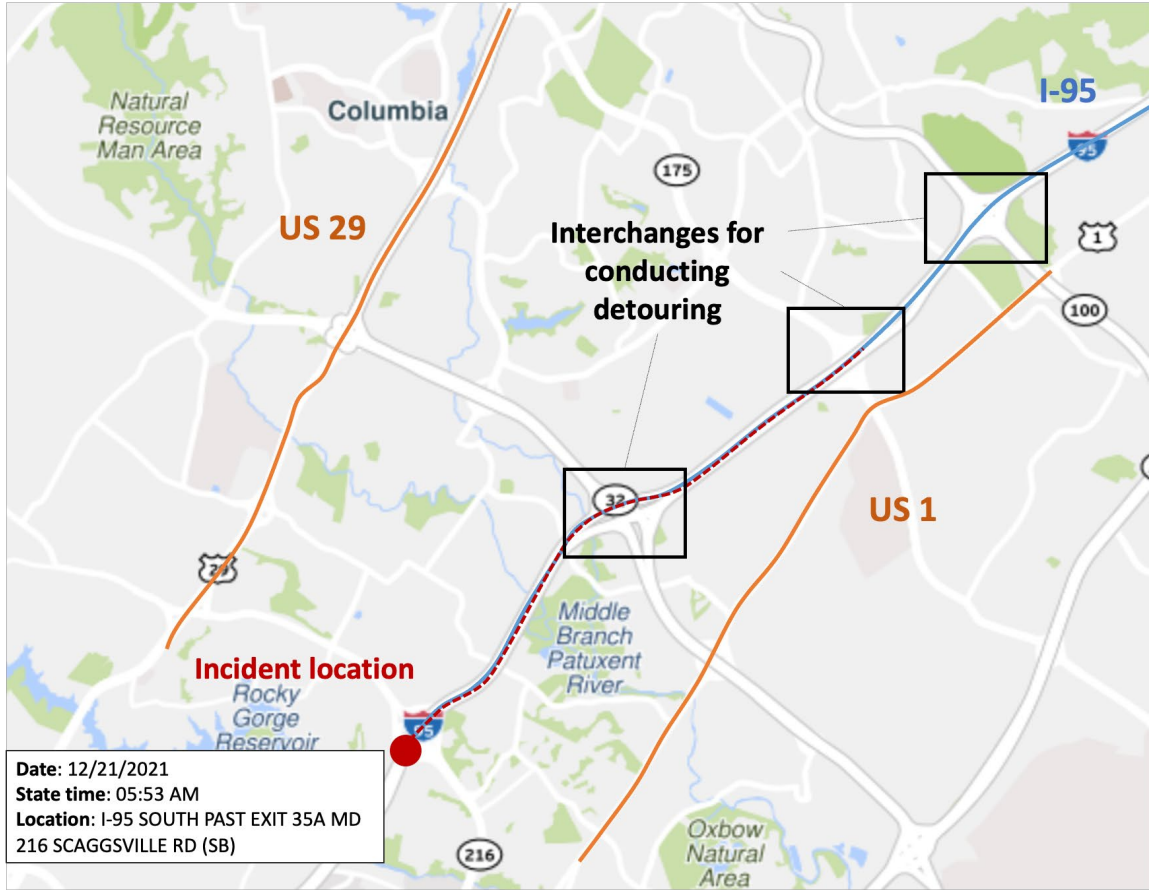 I-95
95
Natural
Resource
Man Area
Columbia
175
US 29
Interchanges for
conducting
detouring
1
100
32
US 1
29
Middle
Branch
Patuxent
River
Incident location
Rocky
Gorge
Reservoir
95
Date: 12/21/2021
State time: 05:53 AM
Location: I-95 SOUTH PAST EXIT 35A MD
216 SCAGGSVILLE RD (SB)
216
Oxbow
Natural
Area